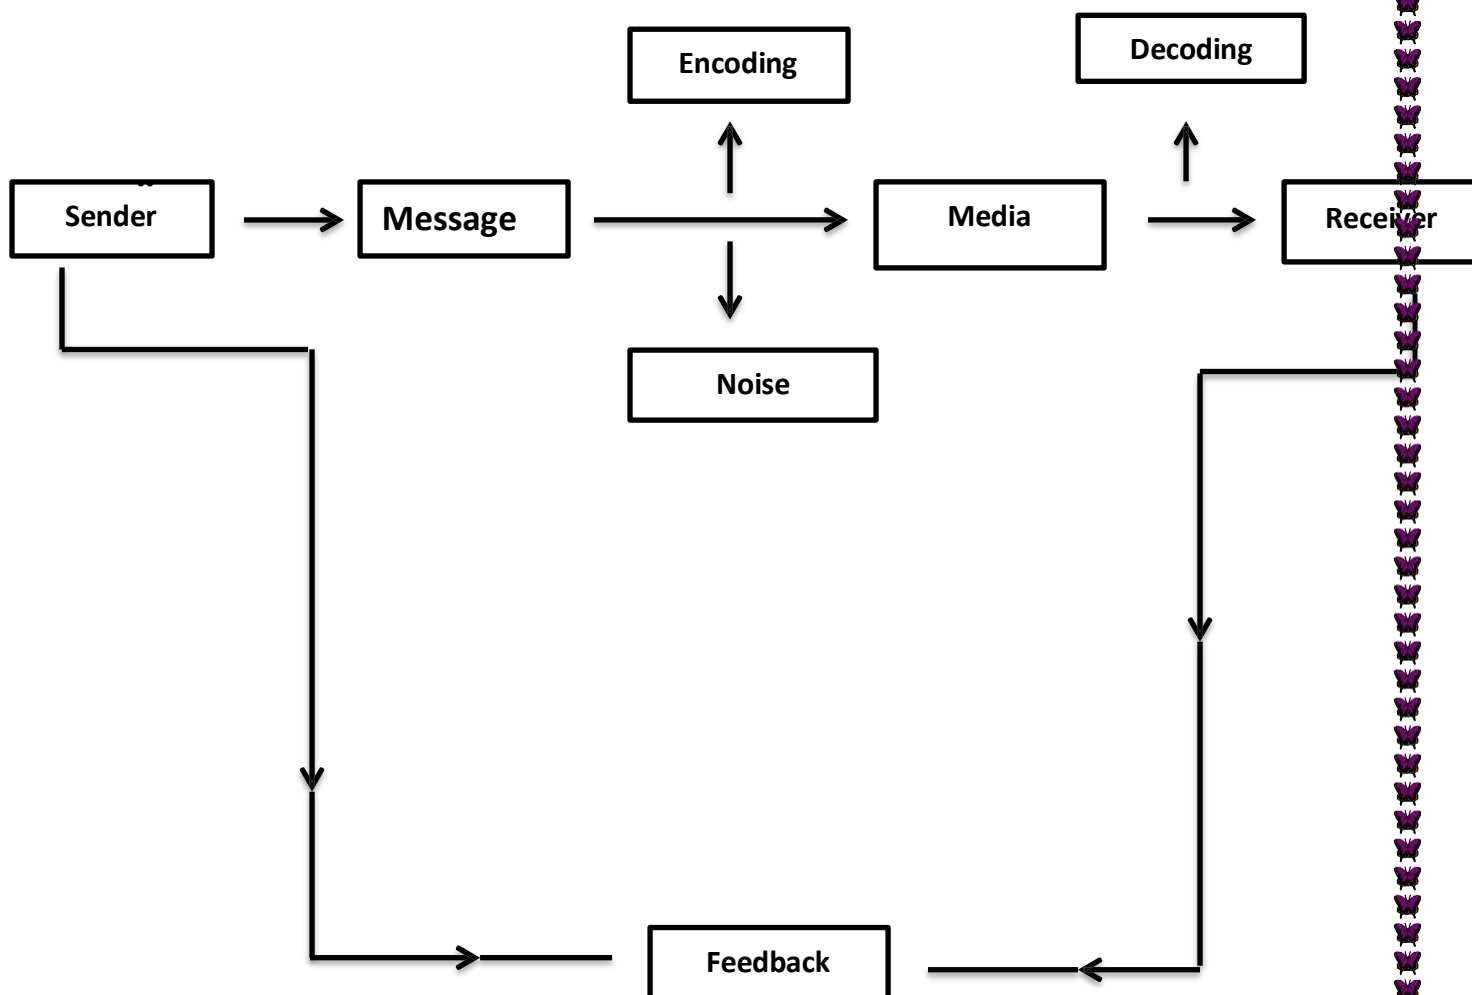 Encoding
Decoding
Sender
Message
Media
Receiver
Noise
Feedback